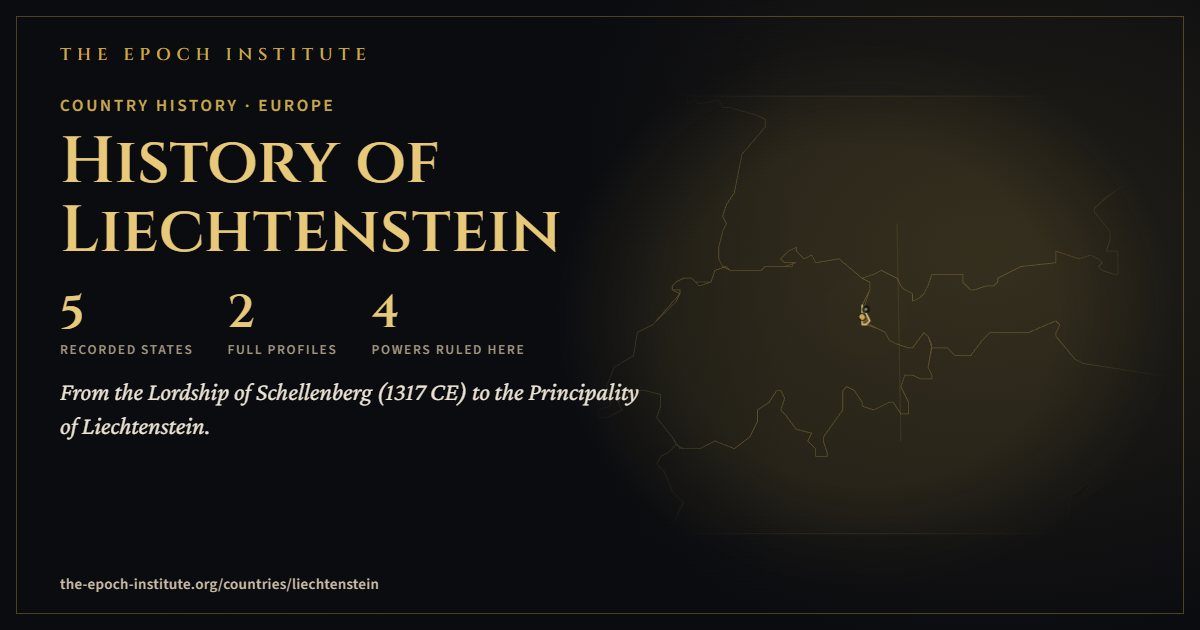 THE EPOCH INSTITUTE
COUNTRY HISTORY · EUROPE
History of
Liechtenstein
5 2 4
RECORDED STATES FULL PROFILES POWERS RULED HERE
From the Lordship of Schellenberg (1317 CE) to the Principality
of Liechtenstein.
the-epoch-institute.org/countries/liechtenstein